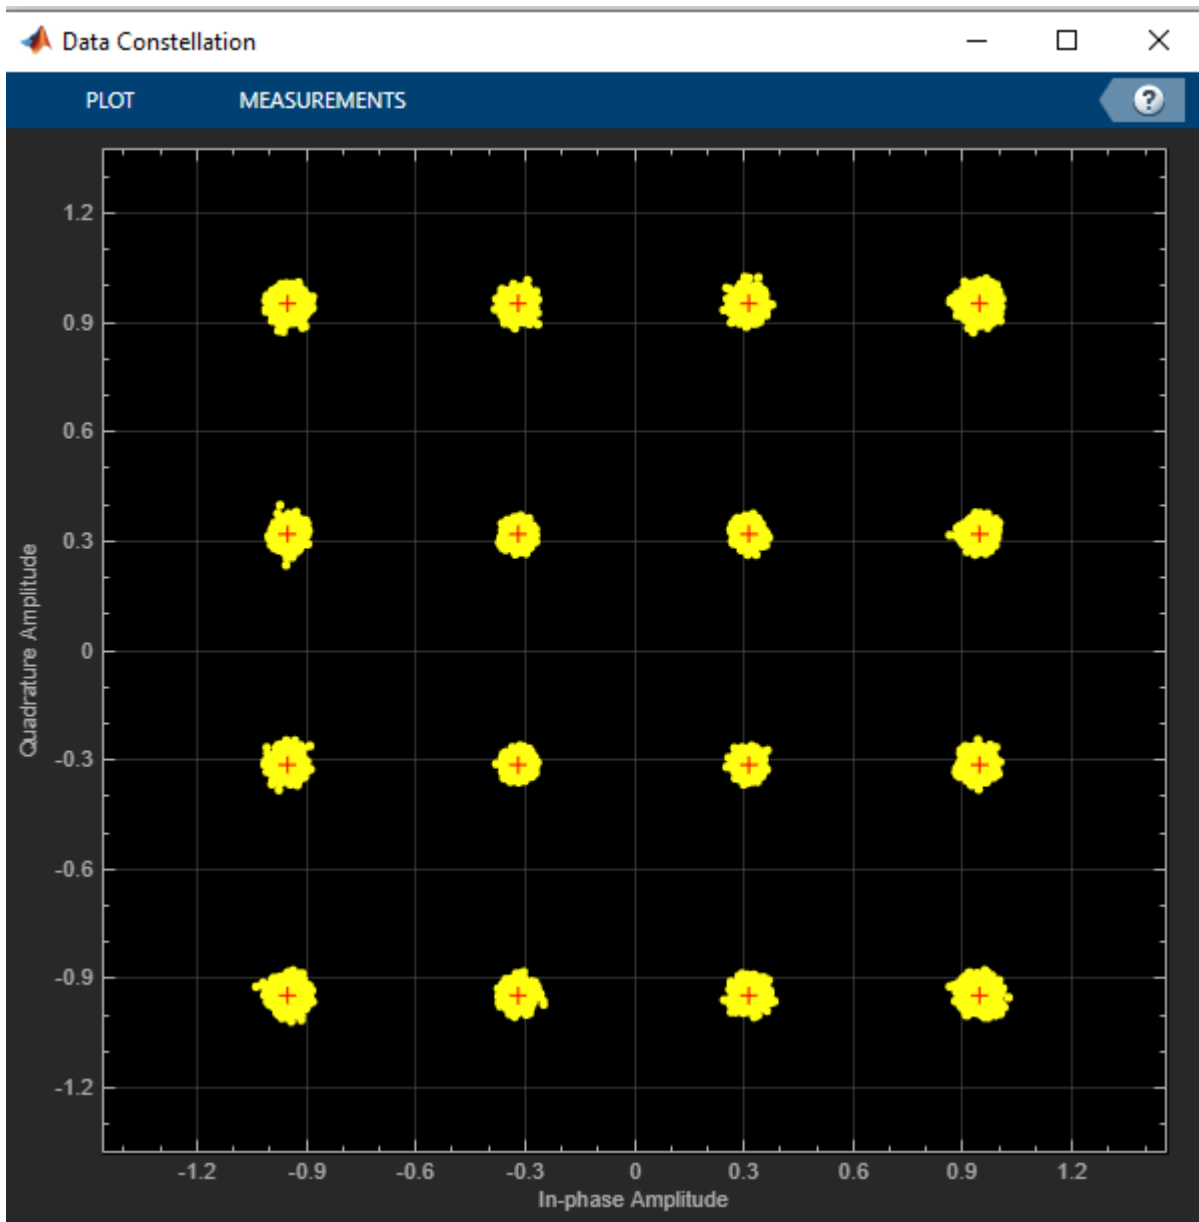 Data Constellation
PLOT MEASUREMENTS ?
1.2
0.9
0.6
0.3
0
-0.3
-0.6
-0.9
-1.2
Quadrature Amplitude
-1.2 -0.9 -0.6 -0.3 0 0.3 0.6 0.9 1.2
In-phase Amplitude